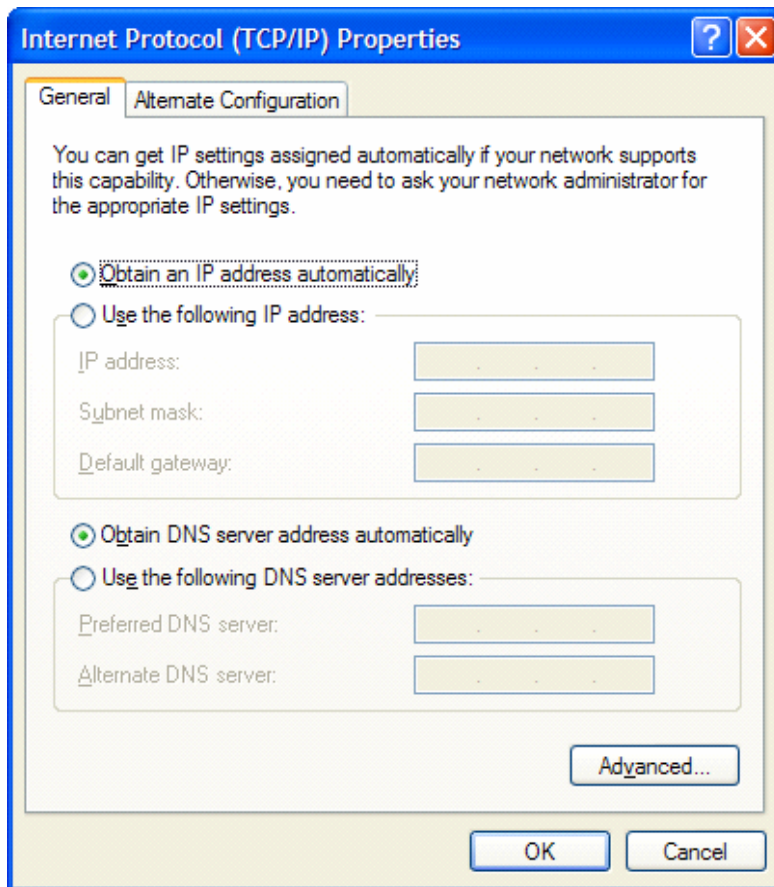 Internet Protocol (TCP/IP) Properties
General
Alternate Configuration
You can get IP settings assigned automatically if your network supports
this capability. Otherwise, you need to ask your network administrator for
the appropriate IP settings.
Obtain an IP address automatically
Use the following IP address:
IP address:
Subnet mask:
Default gateway:
Obtain DNS server address automatically
Use the following DNS server addresses:
Preferred DNS server:
Alternate DNS server:
Advanced...
OK
Cancel